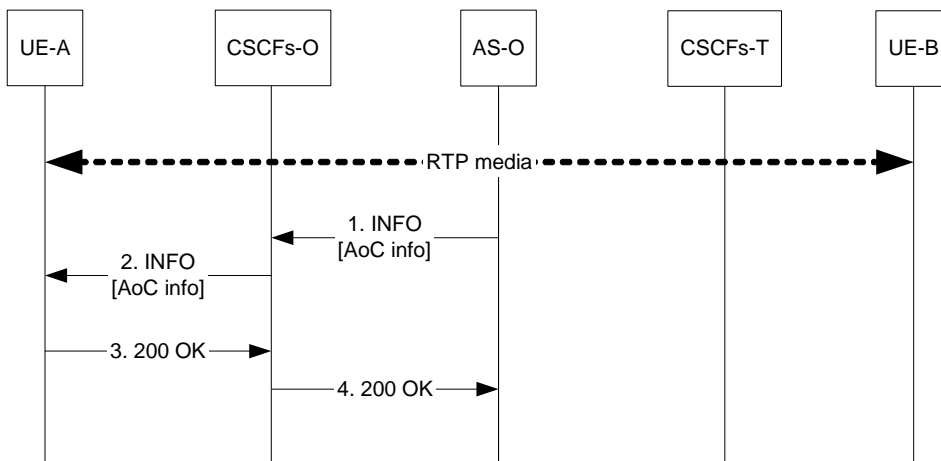 UE-A
CSCFs-O
AS-O
CSCFs-T
UE-B
RTP media
1. INFO
[AoC info]
2. INFO
[AoC info]
3. 200 OK
4. 200 OK